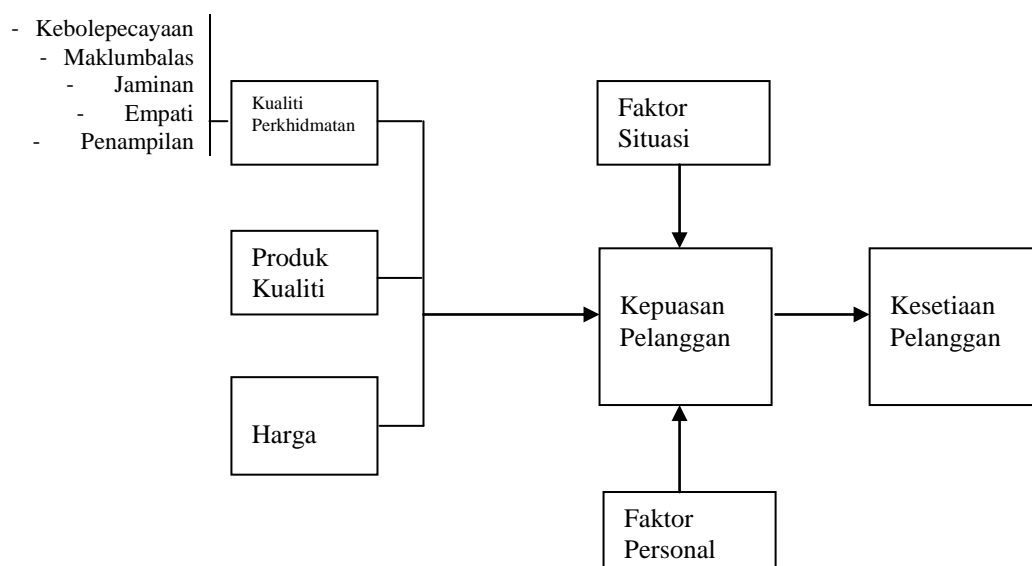 - Kebolepecayaan
- Maklumbalas
- Jaminan
- Empati
- Penampilan
Kualiti
Perkhidmatan
Produk
Kualiti
Harga
Faktor
Situasi
Kepuasan
Pelanggan
Faktor
Personal
Kesetiaan
Pelanggan